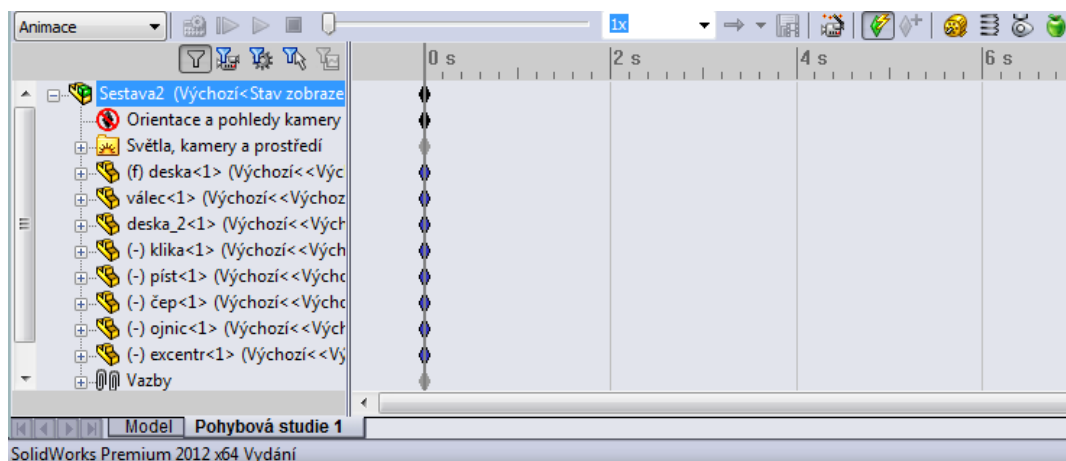 Animace 1x
0 s 2 s 4 s 6 s
Sestava2 (Výchozí<Stav zobraze
Orientace a pohledy kamery
Světla, kamery a prostředí
(f) deska<1> (Výchozí<<Výc
válec<1> (Výchozí<<Výchoz
deska_2<1> (Výchozí<<Vých
(-) klika<1> (Výchozí<<Vých
(-) píst<1> (Výchozí<<Výcho
(-) čep<1> (Výchozí<<Výcho
(-) ojnic<1> (Výchozí<<Vých
(-) excentr<1> (Výchozí<<Vý
Vazby
Model Pohybová studie 1
SolidWorks Premium 2012 x64 Vydání